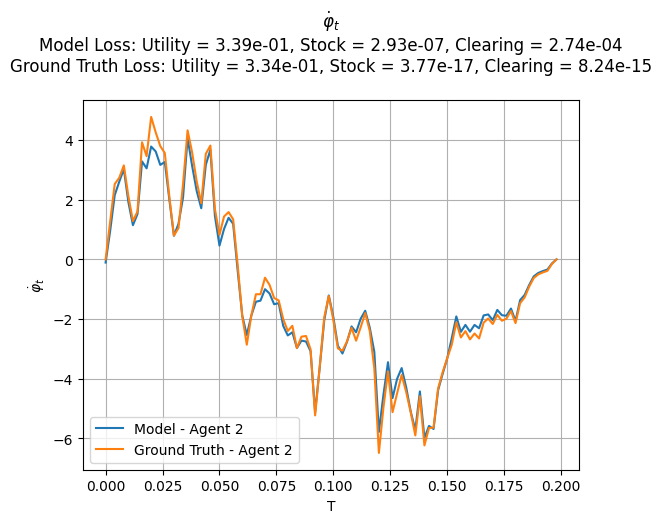 φ̇ₜ
Model Loss: Utility = 3.39e-01, Stock = 2.93e-07, Clearing = 2.74e-04
Ground Truth Loss: Utility = 3.34e-01, Stock = 3.77e-17, Clearing = 8.24e-15
4
2
0
−2
−4
−6
φ̇ₜ
Model - Agent 2
Ground Truth - Agent 2
0.000 0.025 0.050 0.075 0.100 0.125 0.150 0.175 0.200
T